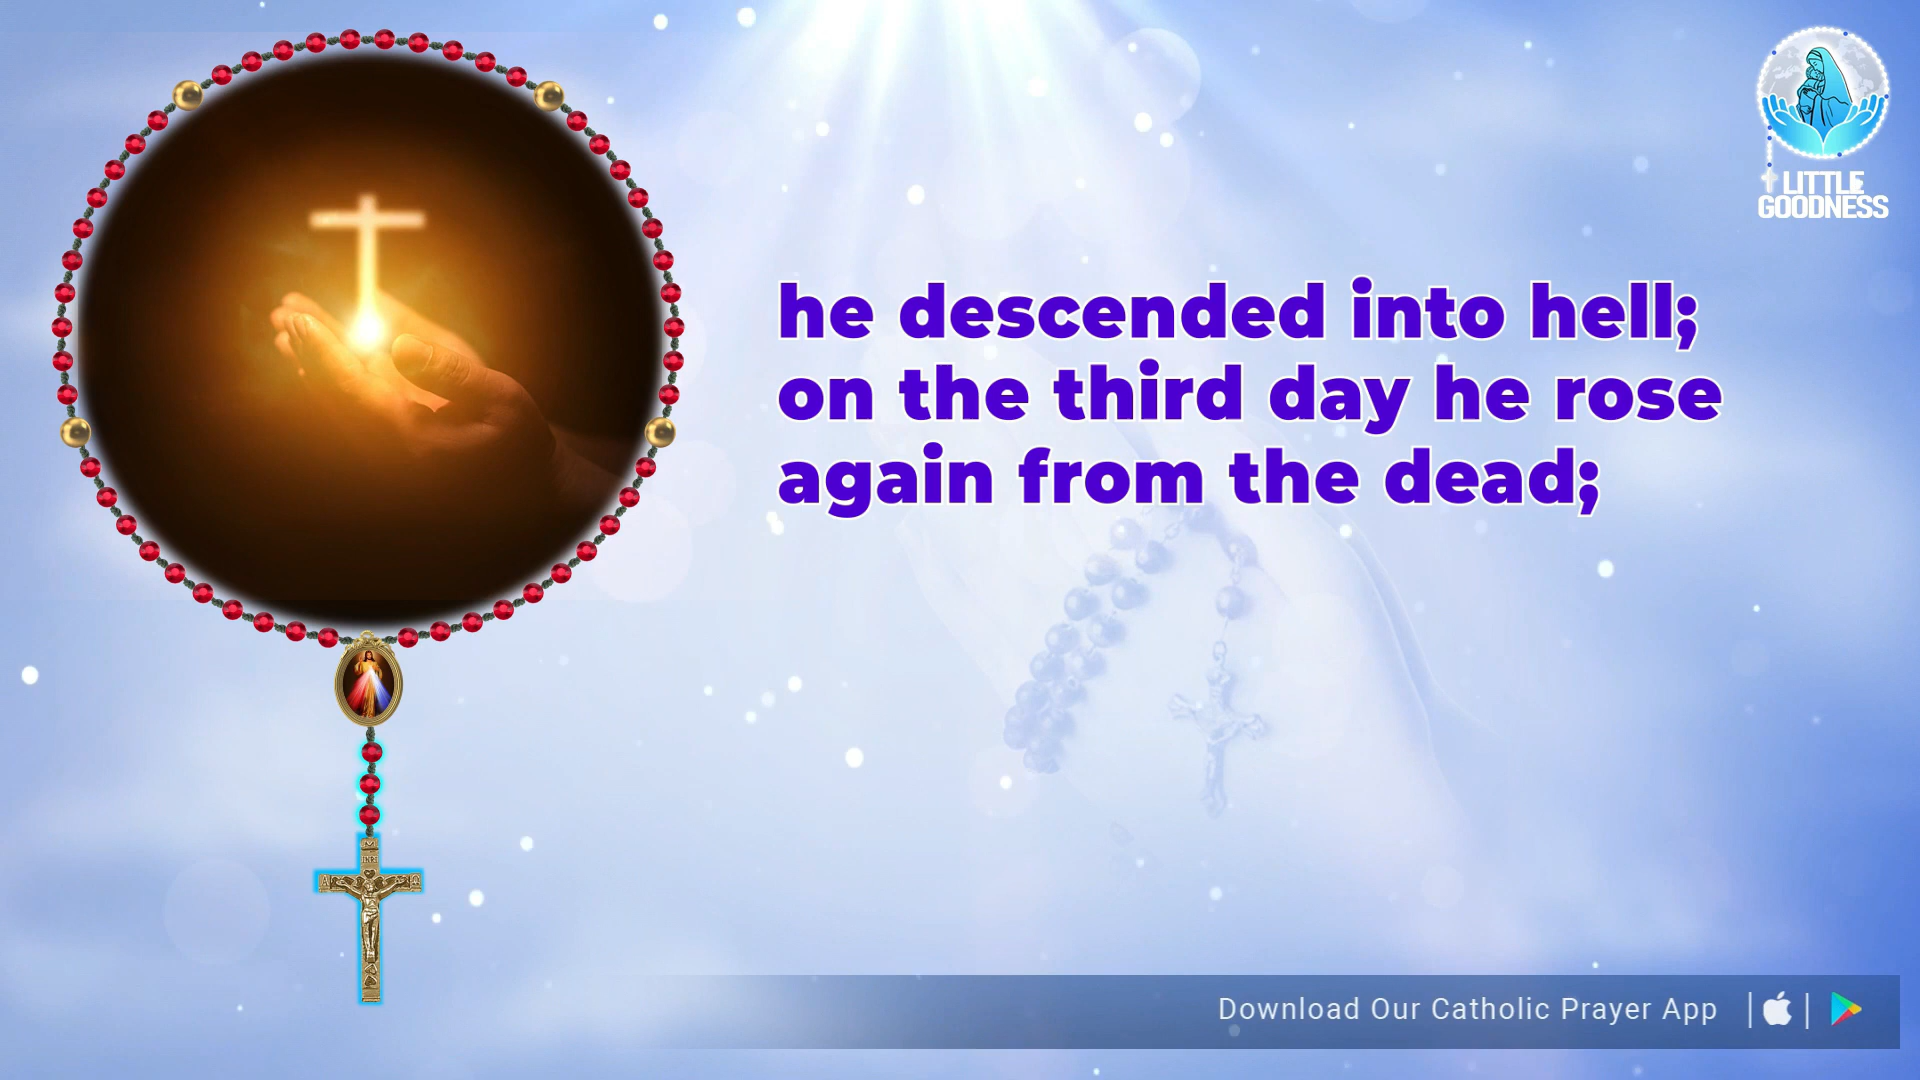 LITTLE
GOODNESS
he descended into hell;
on the third day he rose
again from the dead;
INRI
Download Our Catholic Prayer App